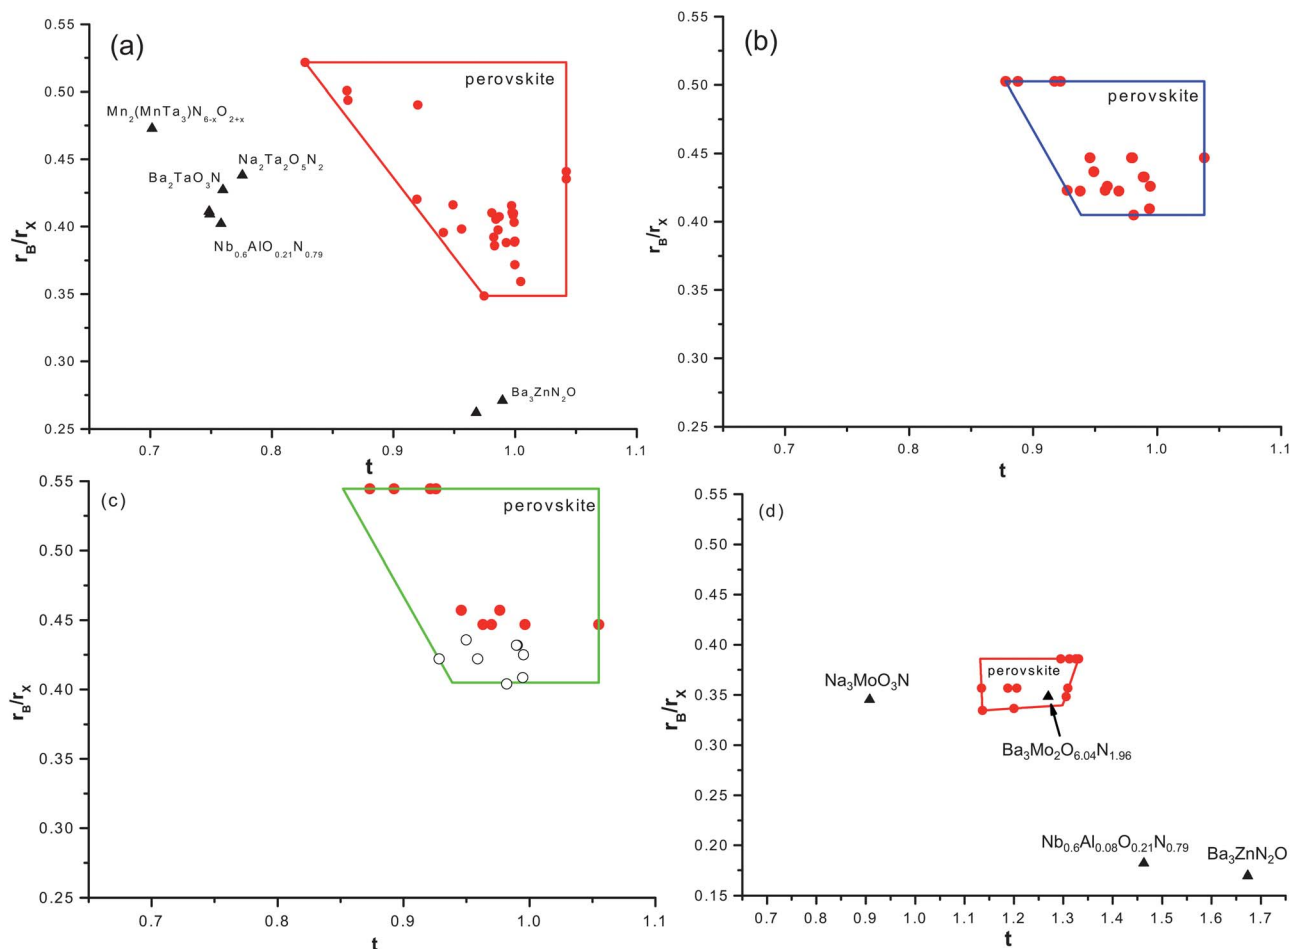 (a)
0.55
perovskite
0.50
Mn2(MnTa3)N6-xO2+x
0.45
Na2Ta2O5N2
Ba2TaO3N
0.40
Nb0.6AlO0.21N0.79
0.35
0.30
Ba3ZnN2O
0.25
0.7 0.8 0.9 1.0 1.1
rB/rX
t
(b)
0.55
0.50
perovskite
0.45
0.40
0.35
0.30
0.25
0.7 0.8 0.9 1.0 1.1
rB/rX
t
(c)
0.55
perovskite
0.50
0.45
0.40
0.35
0.30
0.25
0.7 0.8 0.9 1.0 1.1
rB/rX
t
(d)
0.55
0.50
0.45
0.40
perovskite
Na3MoO3N
0.35
0.30
Ba3Mo2O6.04N1.96
0.25
0.20
Nb0.6Al0.08O0.21N0.79
Ba3ZnN2O
0.15
0.7 0.8 0.9 1.0 1.1 1.2 1.3 1.4 1.5 1.6 1.7
rB/rX
t